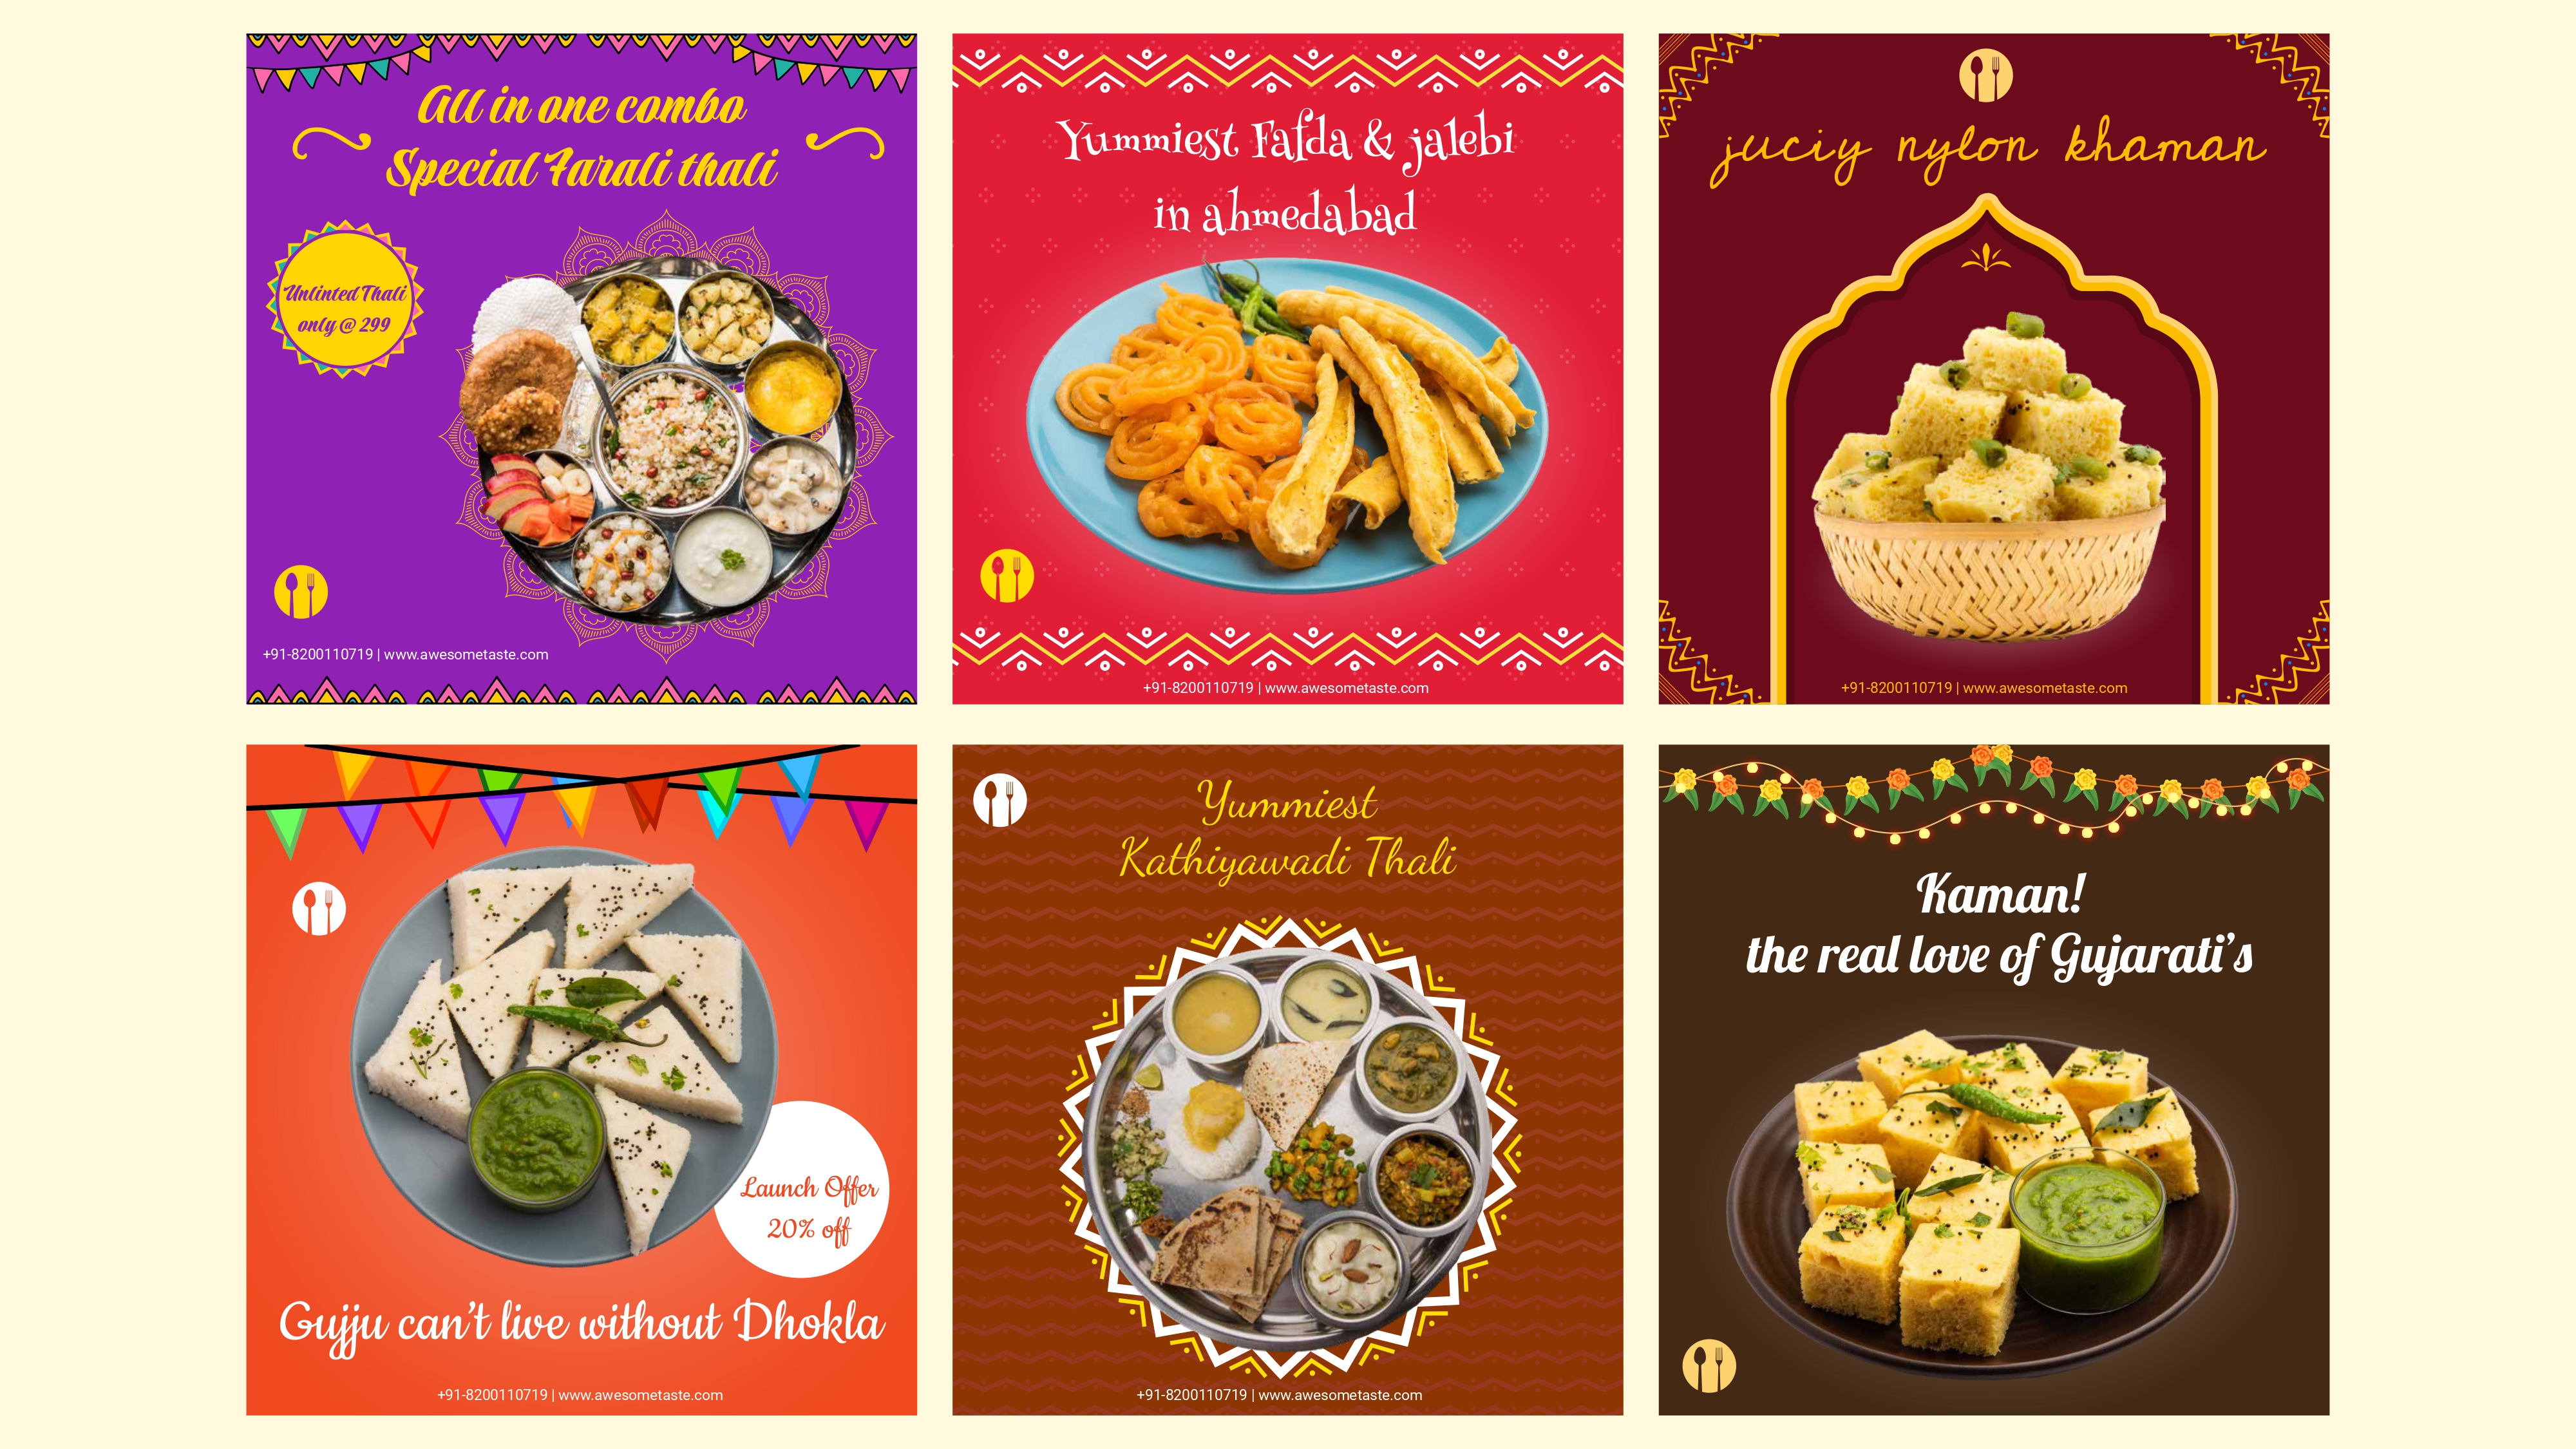 All in one combo
Special Farali thali
Unlinted Thali
only @ 299
+91-8200110719 | www.awesometaste.com
Yummiest Fafda & jalebi
in ahmedabad
+91-8200110719 | www.awesometaste.com
juciy nylon khaman
+91-8200110719 | www.awesometaste.com
Launch Offer
20% off
Gujju can't live without Dhokla
+91-8200110719 | www.awesometaste.com
Yummiest
Kathiyawadi Thali
+91-8200110719 | www.awesometaste.com
Kaman!
the real love of Gujarati's